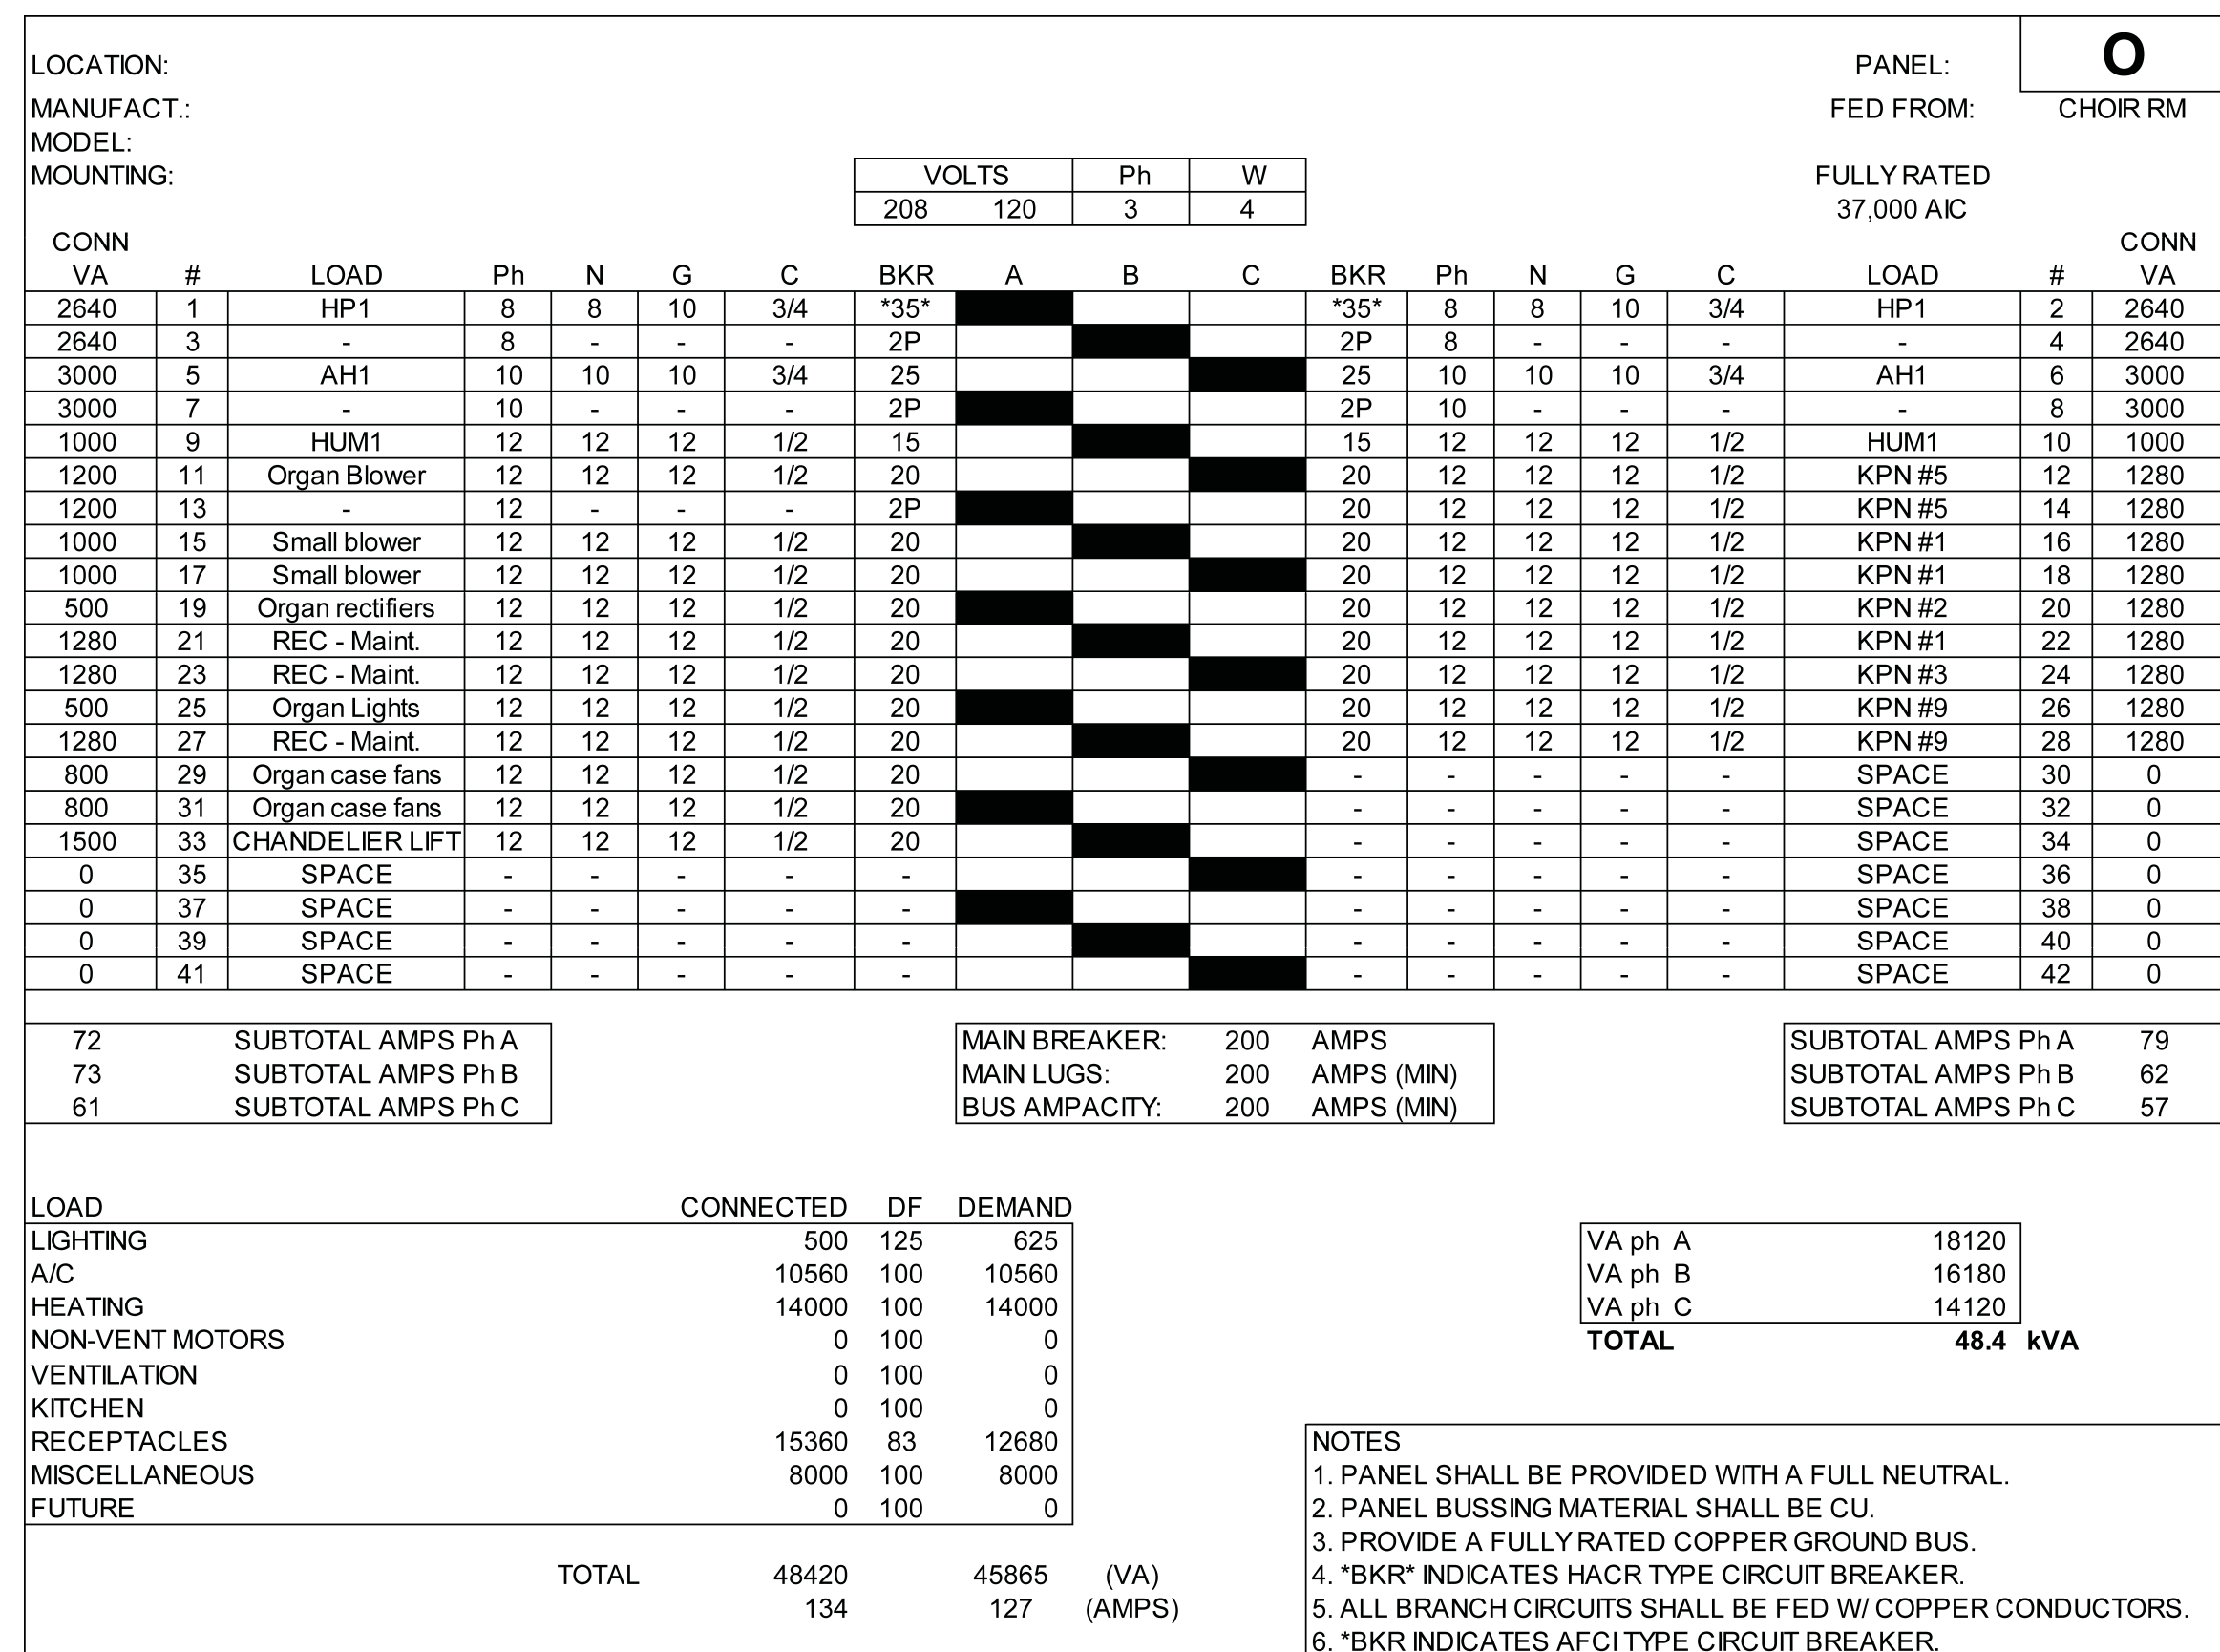 LOCATION: PANEL: O
MANUFACT.: FED FROM: CHOIR RM
MODEL:
MOUNTING: VOLTS Ph W FULLY RATED
208 120 3 4 37,000 AIC
CONN CONN
VA # LOAD Ph N G C BKR A B C BKR Ph N G C LOAD # VA
2640 1 HP1 8 8 10 3/4 *35* *35* 8 8 10 3/4 HP1 2 2640
2640 3 - 8 - - - 2P 2P 8 - - - - 4 2640
3000 5 AH1 10 10 10 3/4 25 25 10 10 10 3/4 AH1 6 3000
3000 7 - 10 - - - 2P 2P 10 - - - - 8 3000
1000 9 HUM1 12 12 12 1/2 15 15 12 12 12 1/2 HUM1 10 1000
1200 11 Organ Blower 12 12 12 1/2 20 20 12 12 12 1/2 KPN #5 12 1280
1200 13 - 12 - - - 2P 20 12 12 12 1/2 KPN #5 14 1280
1000 15 Small blower 12 12 12 1/2 20 20 12 12 12 1/2 KPN #1 16 1280
1000 17 Small blower 12 12 12 1/2 20 20 12 12 12 1/2 KPN #1 18 1280
500 19 Organ rectifiers 12 12 12 1/2 20 20 12 12 12 1/2 KPN #2 20 1280
1280 21 REC - Maint. 12 12 12 1/2 20 20 12 12 12 1/2 KPN #1 22 1280
1280 23 REC - Maint. 12 12 12 1/2 20 20 12 12 12 1/2 KPN #3 24 1280
500 25 Organ Lights 12 12 12 1/2 20 20 12 12 12 1/2 KPN #9 26 1280
1280 27 REC - Maint. 12 12 12 1/2 20 20 12 12 12 1/2 KPN #9 28 1280
800 29 Organ case fans 12 12 12 1/2 20 - - - - - SPACE 30 0
800 31 Organ case fans 12 12 12 1/2 20 - - - - - SPACE 32 0
1500 33 CHANDELIER LIFT 12 12 12 1/2 20 - - - - - SPACE 34 0
0 35 SPACE - - - - - - - - - - SPACE 36 0
0 37 SPACE - - - - - - - - - - SPACE 38 0
0 39 SPACE - - - - - - - - - - SPACE 40 0
0 41 SPACE - - - - - - - - - - SPACE 42 0
72 SUBTOTAL AMPS Ph A MAIN BREAKER: 200 AMPS SUBTOTAL AMPS Ph A 79
73 SUBTOTAL AMPS Ph B MAIN LUGS: 200 AMPS (MIN) SUBTOTAL AMPS Ph B 62
61 SUBTOTAL AMPS Ph C BUS AMPACITY: 200 AMPS (MIN) SUBTOTAL AMPS Ph C 57
LOAD CONNECTED DF DEMAND
LIGHTING 500 125 625 VA ph A 18120
A/C 10560 100 10560 VA ph B 16180
HEATING 14000 100 14000 VA ph C 14120
NON-VENT MOTORS 0 100 0 TOTAL 48.4 kVA
VENTILATION 0 100 0
KITCHEN 0 100 0
RECEPTACLES 15360 83 12680 NOTES
MISCELLANEOUS 8000 100 8000 1. PANEL SHALL BE PROVIDED WITH A FULL NEUTRAL.
FUTURE 0 100 0 2. PANEL BUSSING MATERIAL SHALL BE CU.
3. PROVIDE A FULLY RATED COPPER GROUND BUS.
TOTAL 48420 45865 (VA) 4. *BKR* INDICATES HACR TYPE CIRCUIT BREAKER.
134 127 (AMPS) 5. ALL BRANCH CIRCUITS SHALL BE FED W/ COPPER CONDUCTORS.
6. *BKR INDICATES AFCI TYPE CIRCUIT BREAKER.